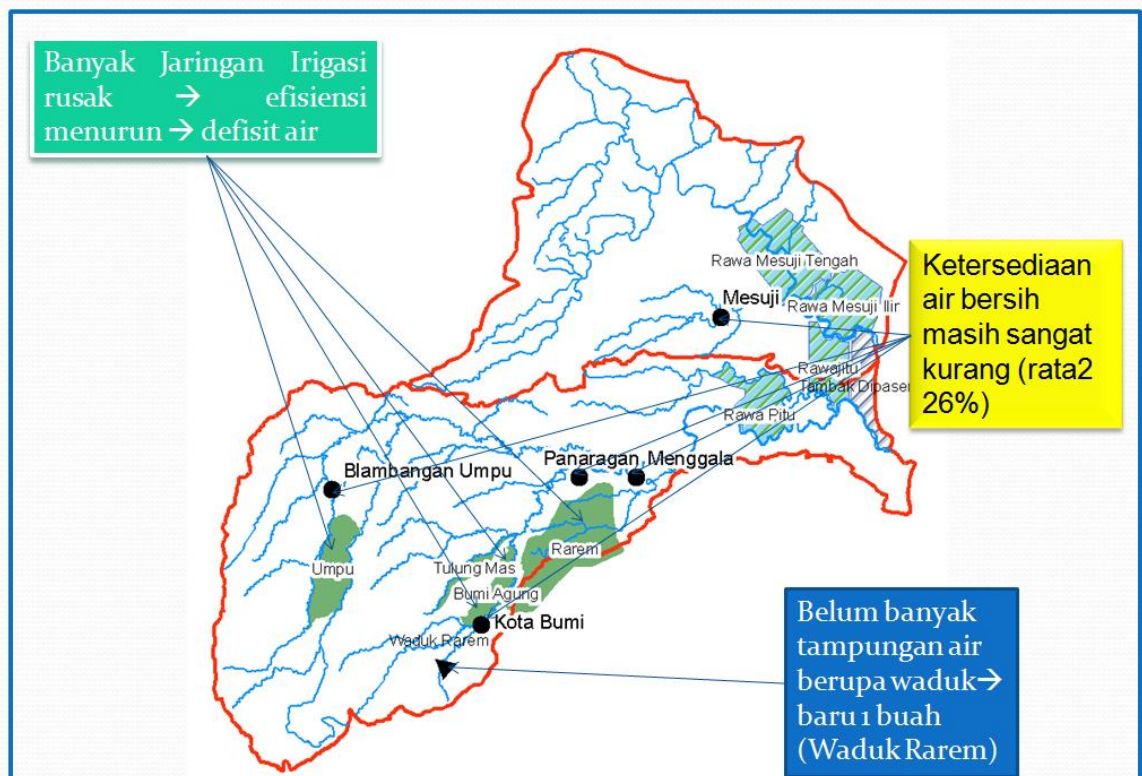 Banyak Jaringan Irigasi
rusak → efisiensi
menurun → defisit air
Rawa Mesuji Tengah
Mesuji
Rawa Mesuji Ilir
Ketersediaan
air bersih
masih sangat
kurang (rata2
26%)
Rawajitu
Tambak Dipasen
Rawa Pitu
Blambangan Umpu
Panaragan
Menggala
Umpu
Tulung Mas
Rarem
Bumi Agung
Kota Bumi
Waduk Rarem
Belum banyak
tampungan air
berupa waduk→
baru 1 buah
(Waduk Rarem)